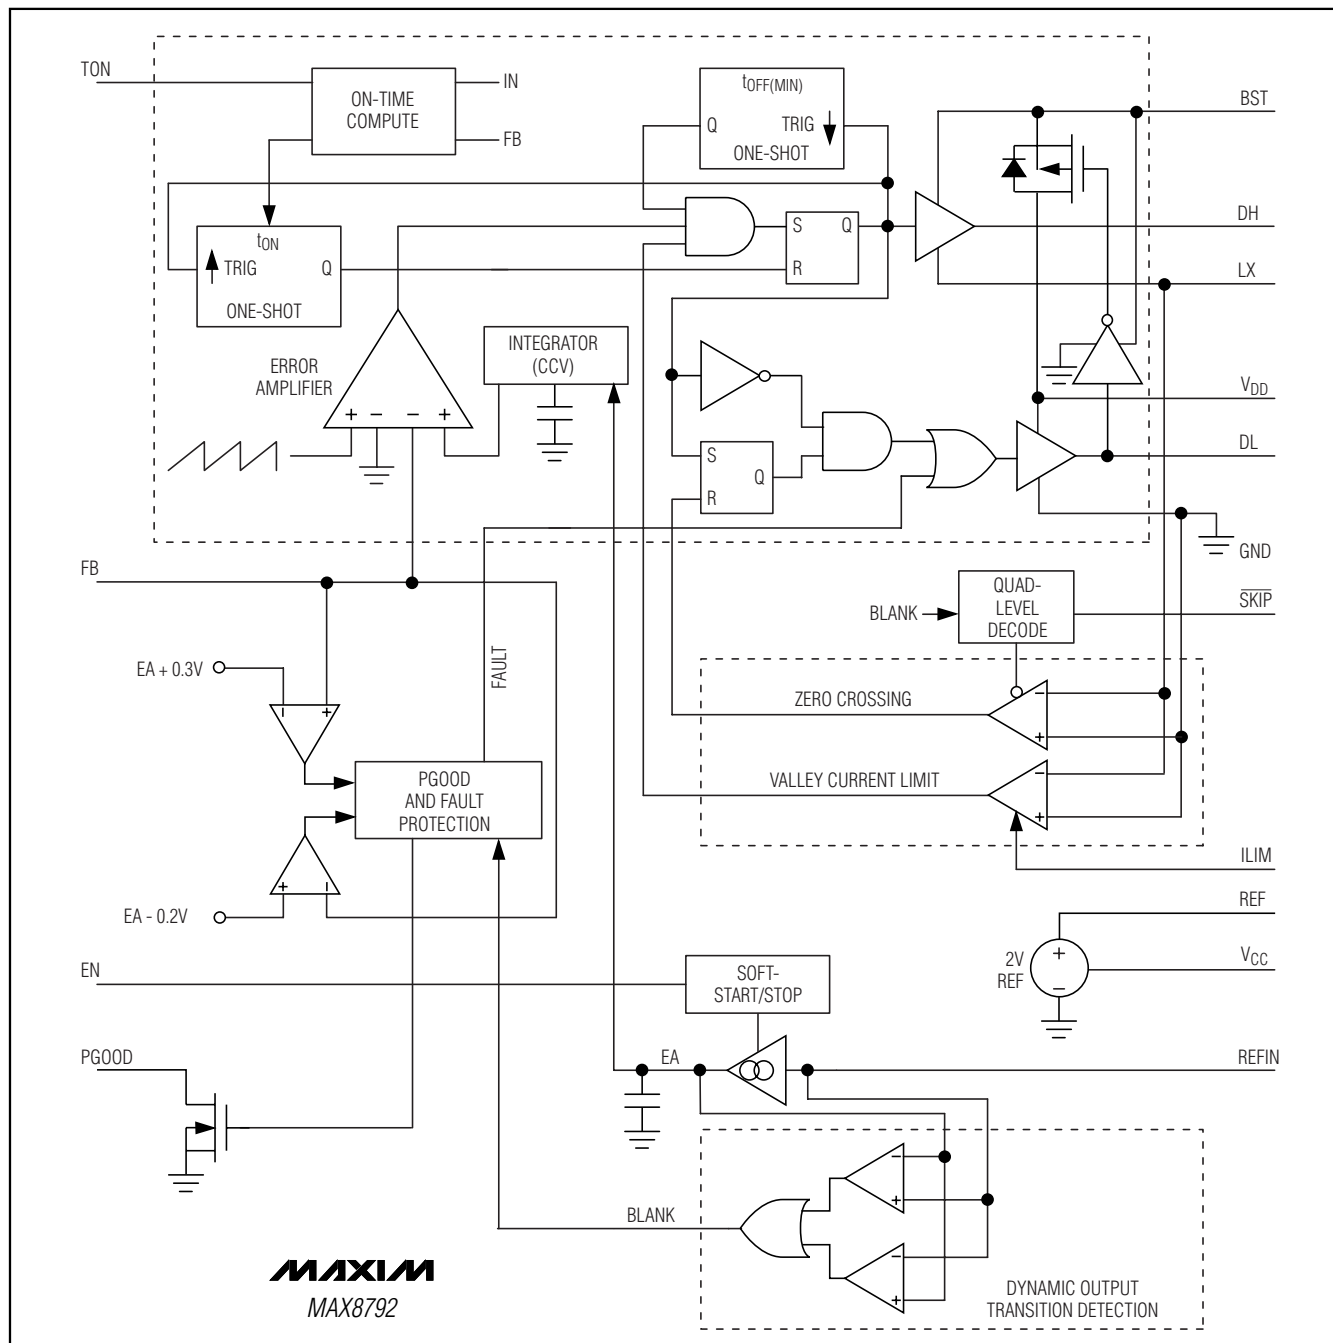 TON
ON-TIME
COMPUTE
IN
FB
tOFF(MIN)
Q
TRIG
ONE-SHOT
BST
tON
TRIG
Q
ONE-SHOT
S
Q
R
DH
LX
ERROR
AMPLIFIER
+
−
−
+
INTEGRATOR
(CCV)
S
Q
R
VDD
DL
GND
FB
BLANK
QUAD-
LEVEL
DECODE
SKIP
EA + 0.3V
−
+
FAULT
ZERO CROSSING
−
+
VALLEY CURRENT LIMIT
−
+
PGOOD
AND FAULT
PROTECTION
ILIM
+
−
EA - 0.2V
REF
2V
REF
+
−
VCC
EN
SOFT-
START/STOP
PGOOD
EA
REFIN
−
+
BLANK
−
+
DYNAMIC OUTPUT
TRANSITION DETECTION
MAXIM
MAX8792